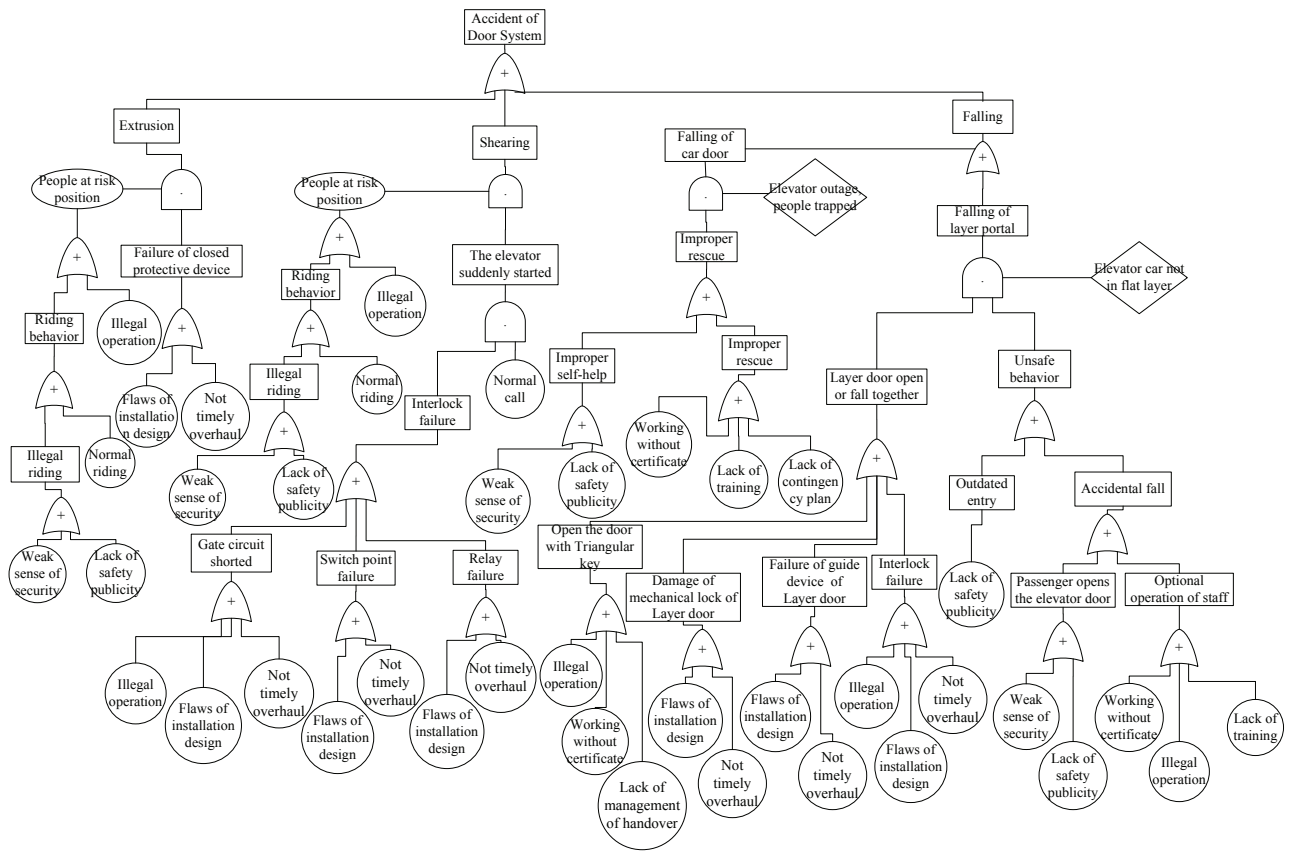 Accident of
Door System
+
Extrusion
Shearing
Falling
Falling of
car door
+
People at risk
position
.
People at risk
position
.
.
Elevator outage,
people trapped
Falling of
layer portal
+
Failure of closed
protective device
+
The elevator
suddenly started
Improper
rescue
.
Elevator car not
in flat layer
Riding
behavior
Illegal
operation
+
Riding
behavior
Illegal
operation
+
.
+
Improper
self-help
Improper
rescue
Layer door open
or fall together
Unsafe
behavior
+
Flaws of
installatio
n design
Not
timely
overhaul
Illegal
riding
Normal
riding
Interlock
failure
Normal
call
Illegal
riding
Normal
riding
+
Weak
sense of
security
Lack of
safety
publicity
+
+
Weak
sense of
security
Lack of
safety
publicity
+
Working
without
certificate
Lack of
training
Lack of
contingen
cy plan
+
+
Outdated
entry
Accidental fall
+
Weak
sense of
security
Lack of
safety
publicity
Gate circuit
shorted
Switch point
failure
Relay
failure
Open the door
with Triangular
key
Damage of
mechanical lock of
Layer door
Failure of guide
device of
Layer door
Interlock
failure
Lack of
safety
publicity
+
Passenger opens
the elevator door
Optional
operation of staff
+
+
+
+
+
+
+
+
+
Illegal
operation
Flaws of
installation
design
Not
timely
overhaul
Flaws of
installation
design
Not
timely
overhaul
Flaws of
installation
design
Not timely
overhaul
Illegal
operation
Working
without
certificate
Lack of
management
of handover
Flaws of
installation
design
Not
timely
overhaul
Flaws of
installation
design
Not
timely
overhaul
Illegal
operation
Flaws of
installation
design
Not
timely
overhaul
Weak
sense of
security
Lack of
safety
publicity
Working
without
certificate
Illegal
operation
Lack of
training